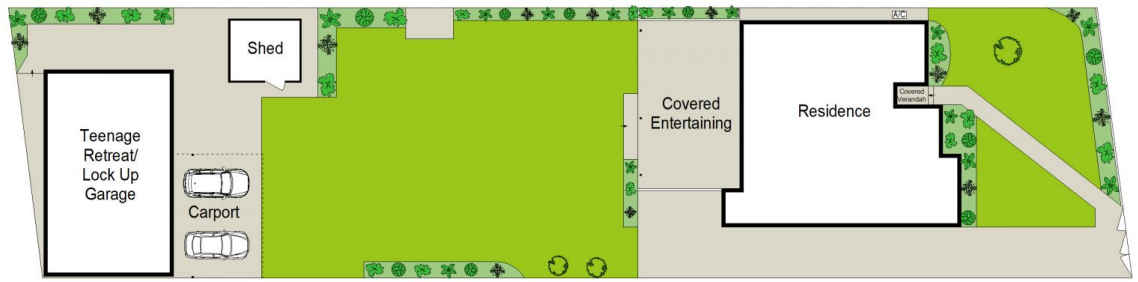 Shed
Teenage
Retreat/
Lock Up
Garage
Carport
Covered
Entertaining
Residence
A/C
Covered
Verandah